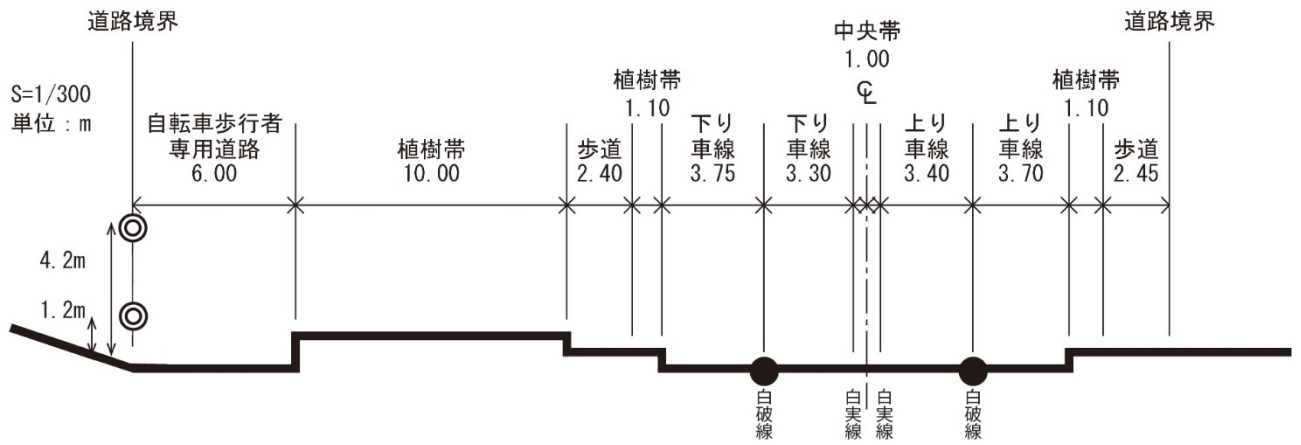 道路境界
S=1/300
単位：m
自転車歩行者
専用道路
6.00
植樹帯
10.00
歩道
2.40
植樹帯
1.10
下り
車線
3.75
下り
車線
3.30
中央帯
1.00
℄
上り
車線
3.40
上り
車線
3.70
植樹帯
1.10
歩道
2.45
道路境界
4.2m
1.2m
白破線
白実線
白実線
白破線